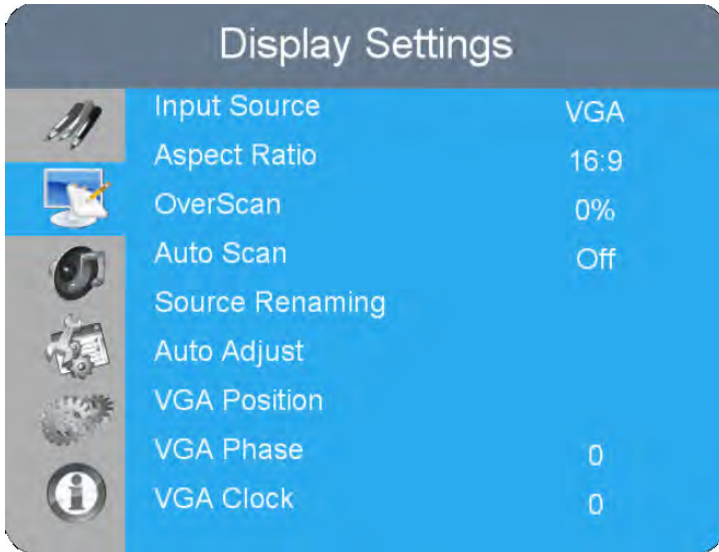 Display Settings
Input Source VGA
Aspect Ratio 16:9
OverScan 0%
Auto Scan Off
Source Renaming
Auto Adjust
VGA Position
VGA Phase 0
VGA Clock 0